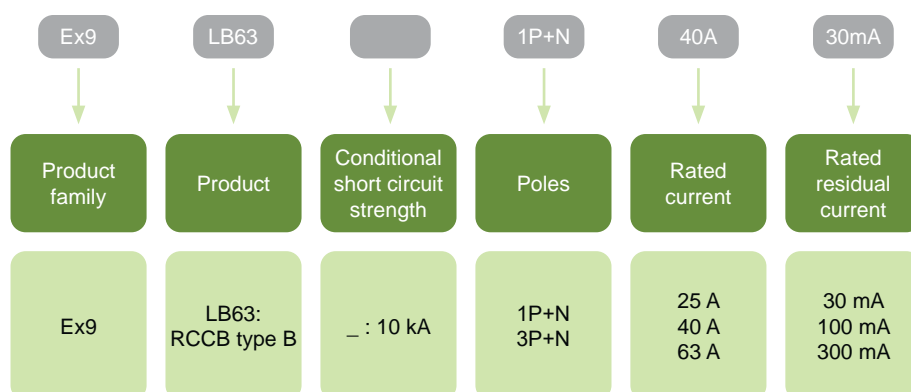 Ex9
LB63
1P+N
40A
30mA
Product
family
Product
Conditional
short circuit
strength
Poles
Rated
current
Rated
residual
current
Ex9
LB63:
RCCB type B
_ : 10 kA
1P+N
3P+N
25 A
40 A
63 A
30 mA
100 mA
300 mA